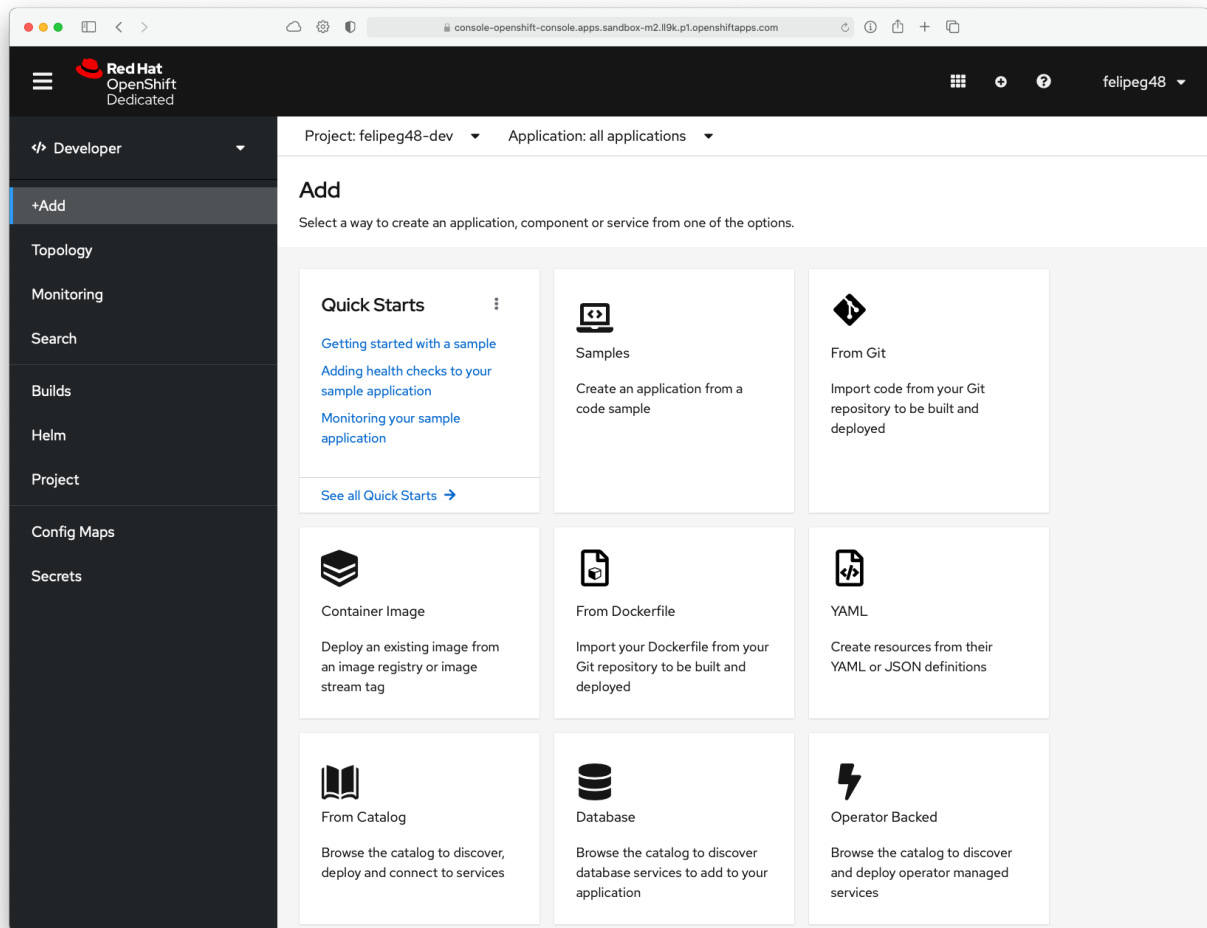 console-openshift-console.apps.sandbox-m2.ll9k.p1.openshiftapps.com
Red Hat
OpenShift
Dedicated
felipeg48
Developer
+Add
Topology
Monitoring
Search
Builds
Helm
Project
Config Maps
Secrets
Project: felipeg48-dev
Application: all applications
Add
Select a way to create an application, component or service from one of the options.
Quick Starts
Getting started with a sample
Adding health checks to your
sample application
Monitoring your sample
application
See all Quick Starts
Samples
Create an application from a
code sample
From Git
Import code from your Git
repository to be built and
deployed
Container Image
Deploy an existing image from
an image registry or image
stream tag
From Dockerfile
Import your Dockerfile from your
Git repository to be built and
deployed
YAML
Create resources from their
YAML or JSON definitions
From Catalog
Browse the catalog to discover,
deploy and connect to services
Database
Browse the catalog to discover
database services to add to your
application
Operator Backed
Browse the catalog to discover
and deploy operator managed
services